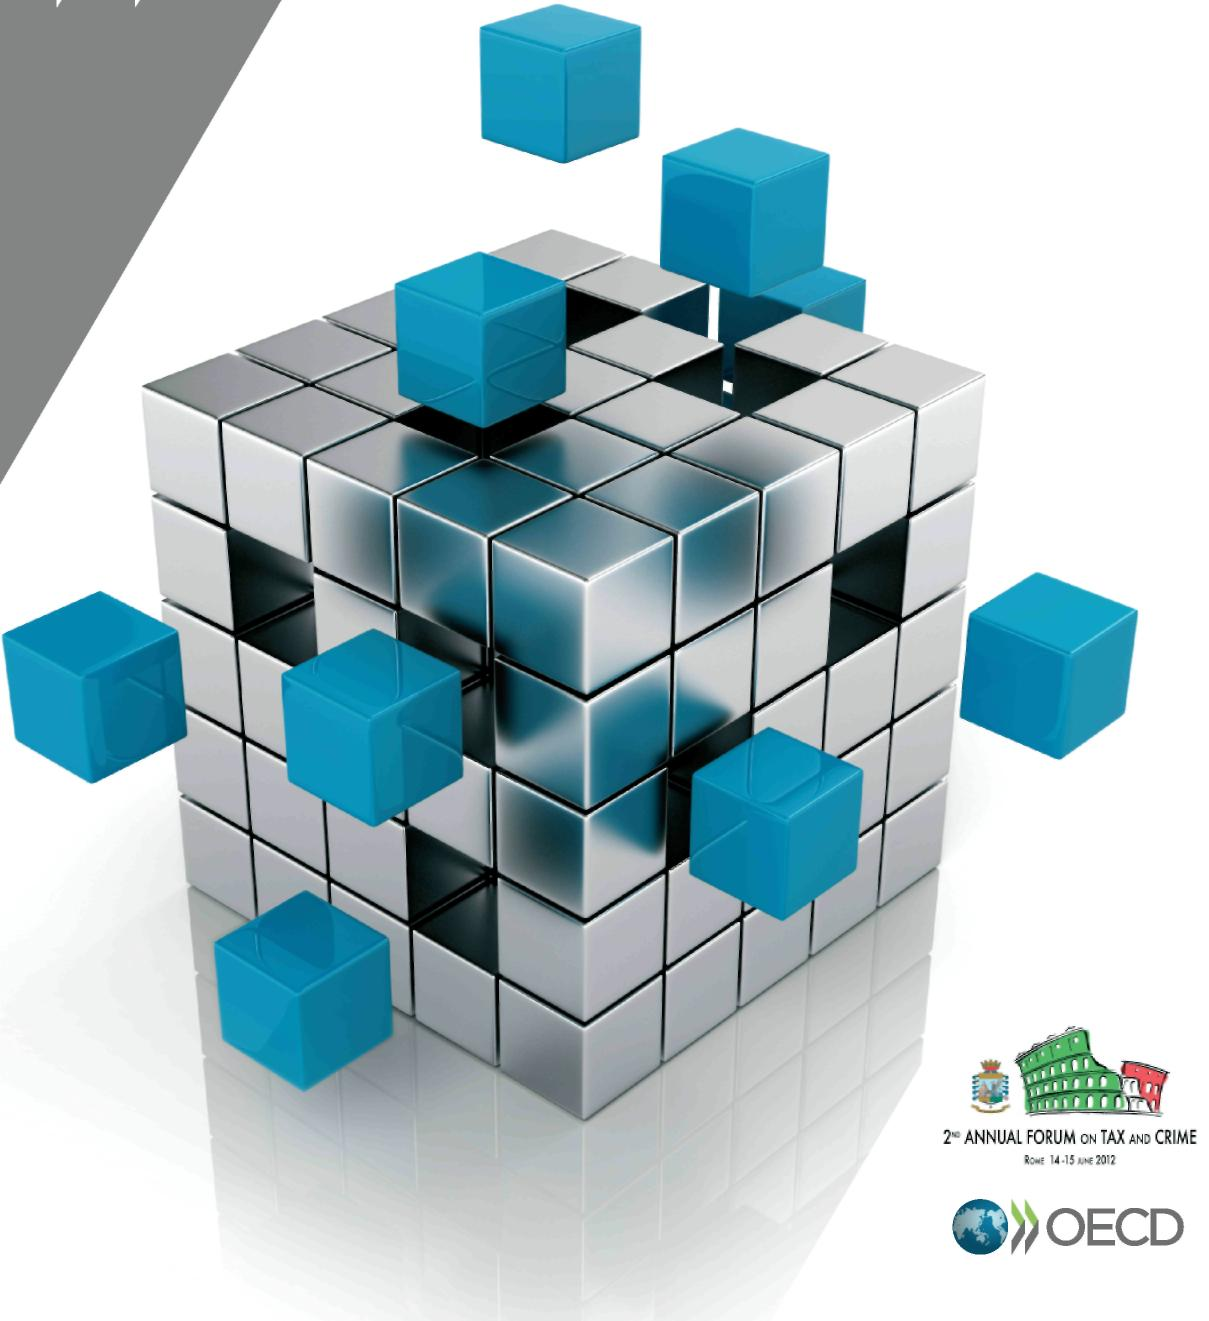 2ND ANNUAL FORUM ON TAX AND CRIME
ROME 14-15 JUNE 2012
OECD